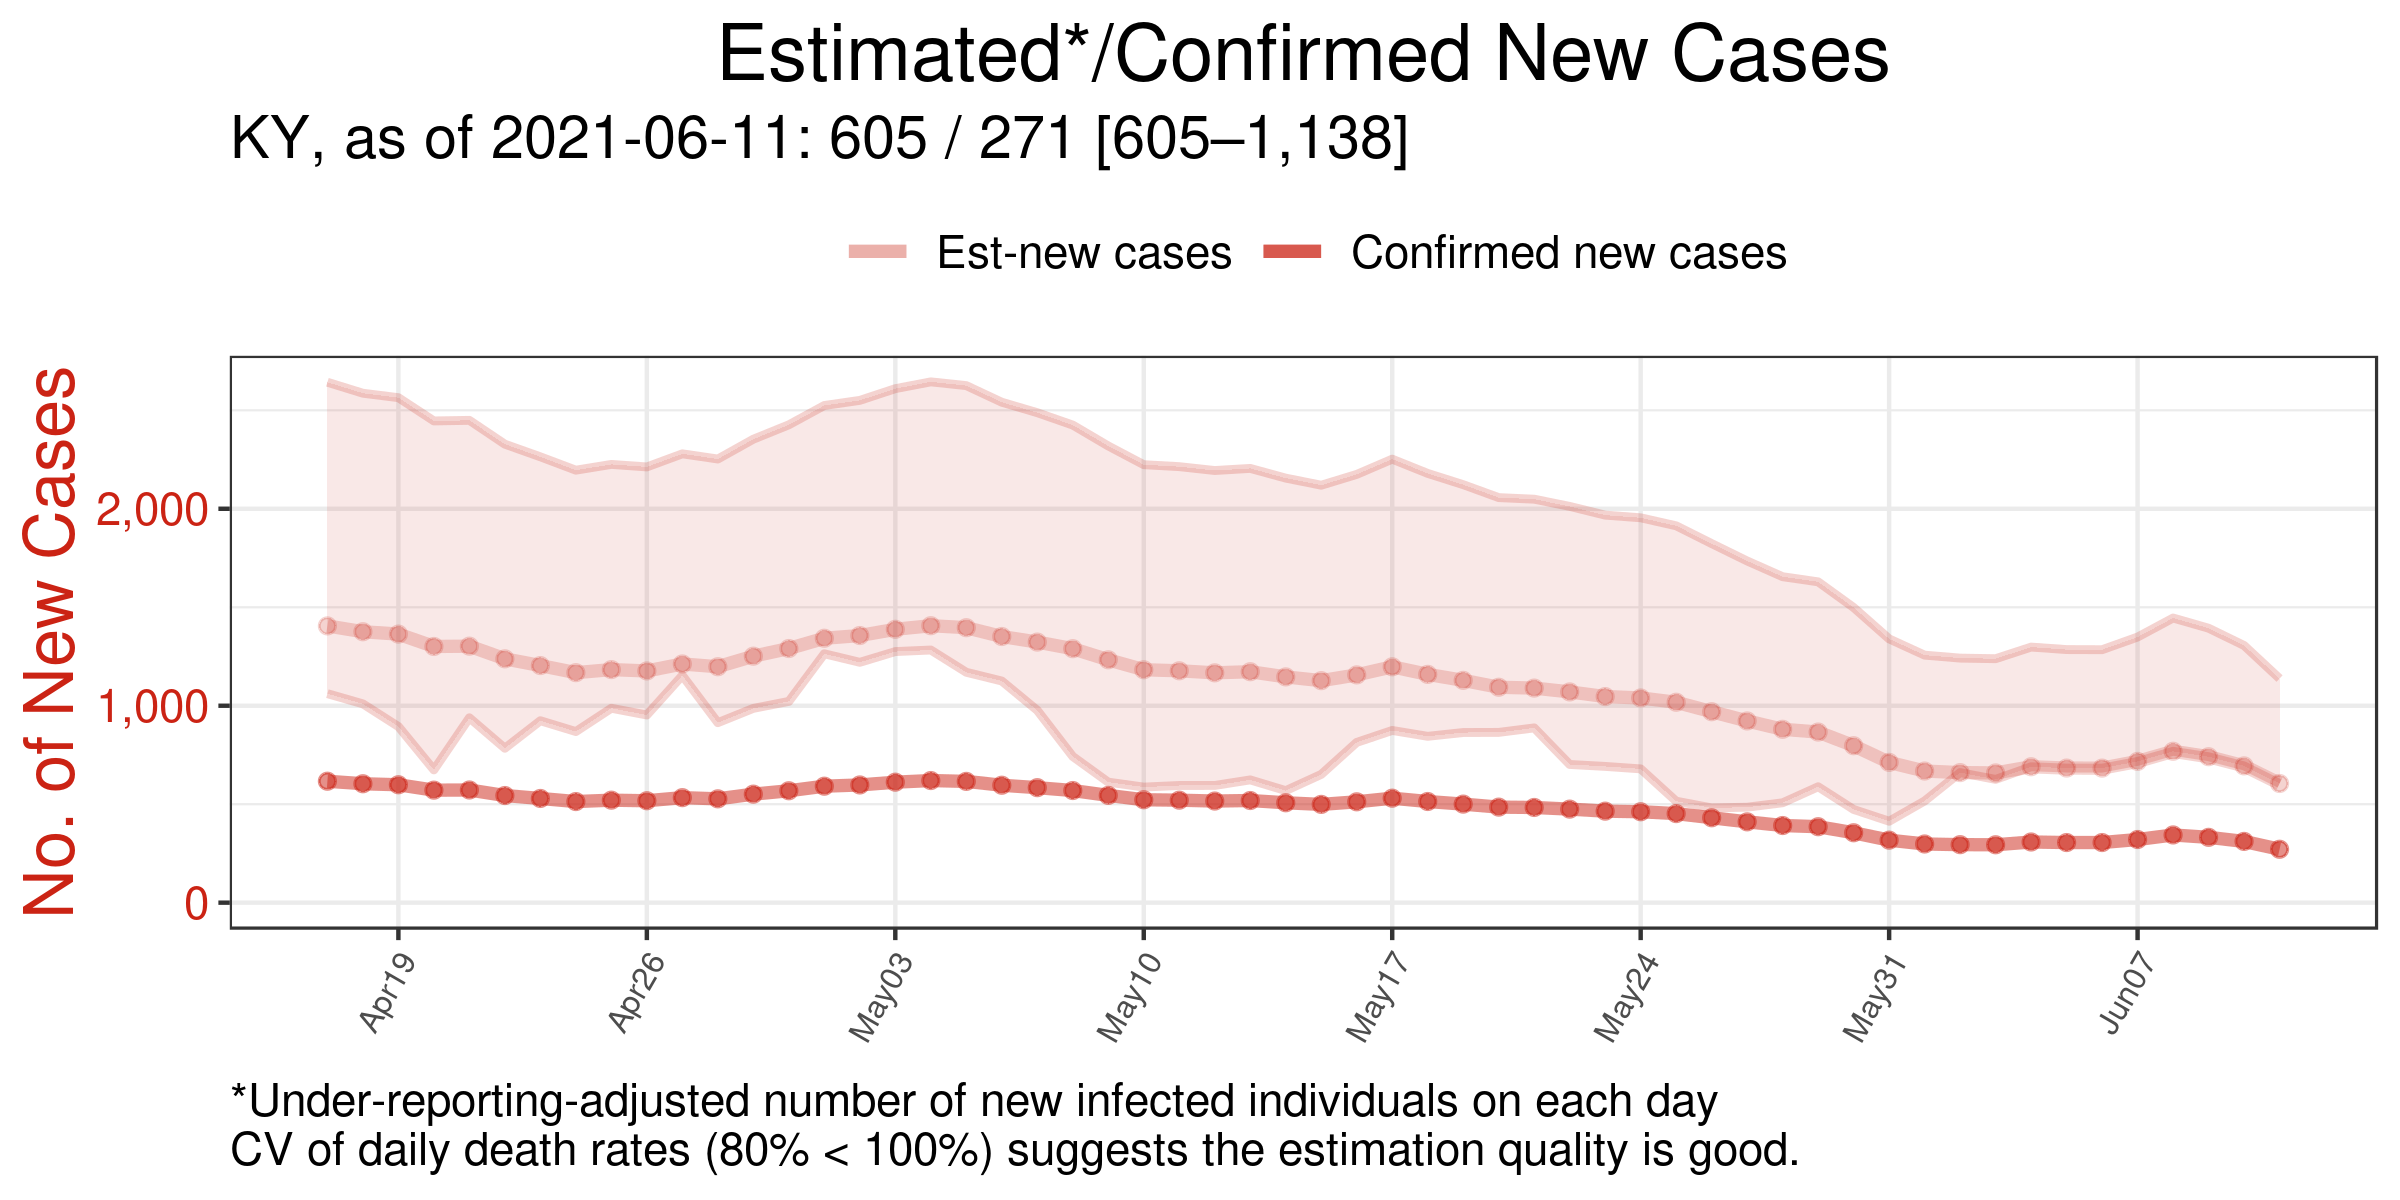 Estimated*/Confirmed New Cases
KY, as of 2021-06-11: 605 / 271 [605–1,138]
Est-new cases
Confirmed new cases
No. of New Cases
2,000
1,000
0
Apr19
Apr26
May03
May10
May17
May24
May31
Jun07
*Under-reporting-adjusted number of new infected individuals on each day
CV of daily death rates (80% < 100%) suggests the estimation quality is good.